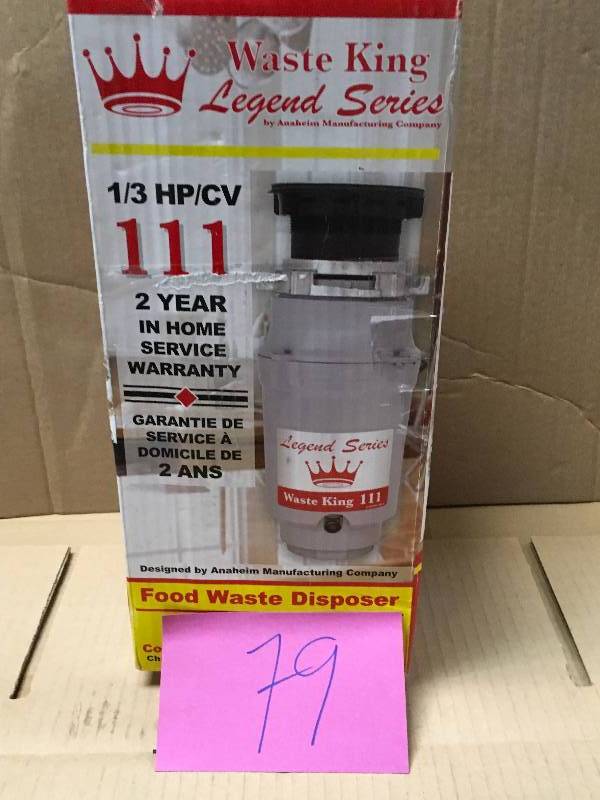 Waste King
Legend Series
by Anaheim Manufacturing Company
1/3 HP/CV
111
2 YEAR
IN HOME
SERVICE
WARRANTY
GARANTIE DE
SERVICE À
DOMICILE DE
2 ANS
Legend Series
Waste King 111
Designed by Anaheim Manufacturing Company
Food Waste Disposer
79